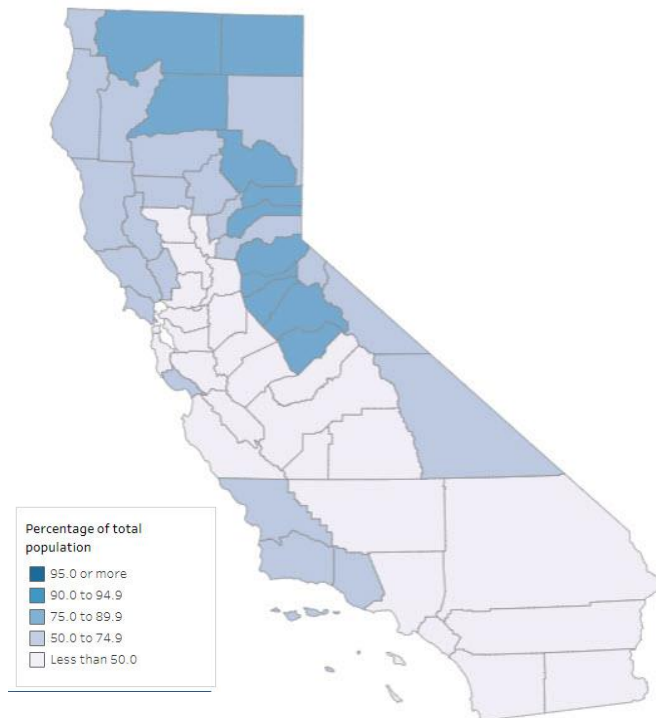 Percentage of total
population
95.0 or more
90.0 to 94.9
75.0 to 89.9
50.0 to 74.9
Less than 50.0